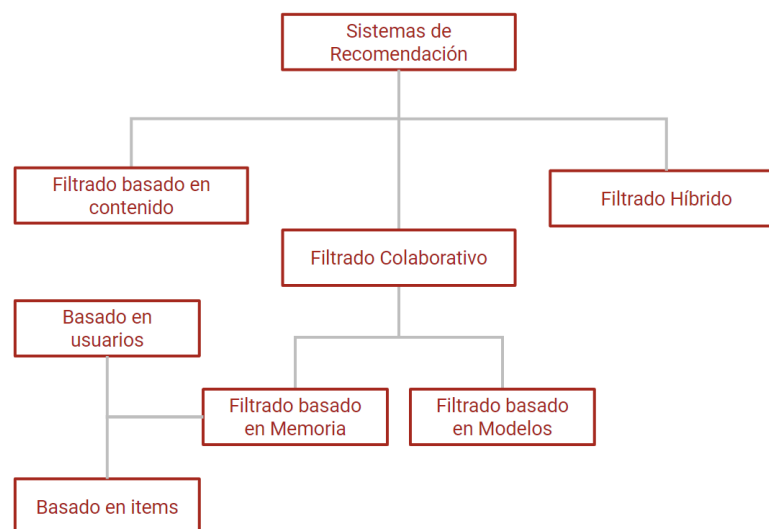 Sistemas de
Recomendación
Filtrado basado en
contenido
Filtrado Híbrido
Filtrado Colaborativo
Basado en
usuarios
Filtrado basado
en Memoria
Filtrado basado
en Modelos
Basado en items